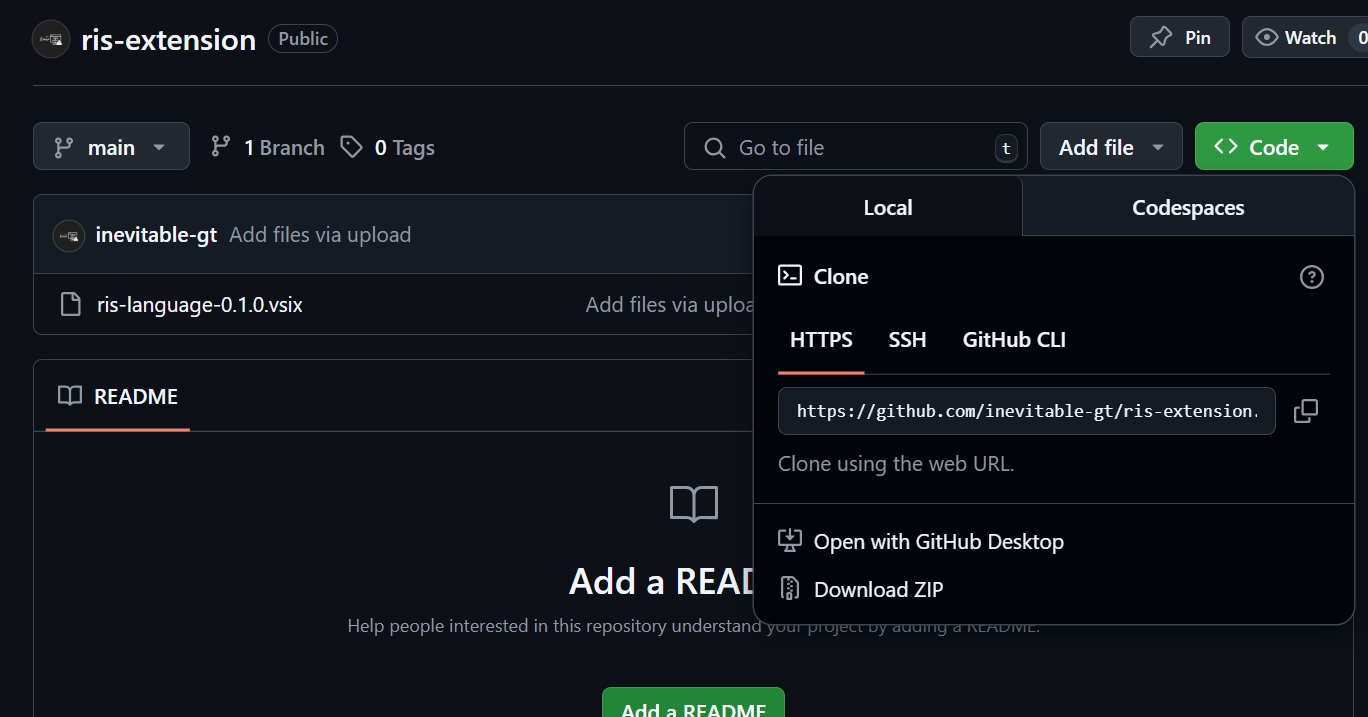 ris-extension Public Pin Watch 0
main 1 Branch 0 Tags Go to file t Add file Code
Local Codespaces
inevitable-gt Add files via upload
Clone
ris-language-0.1.0.vsix Add files via uploa
HTTPS SSH GitHub CLI
README
https://github.com/inevitable-gt/ris-extension.
Clone using the web URL.
Open with GitHub Desktop
Add a READ
Download ZIP
Help people interested in this repository understand your project by adding a README.
Add a README